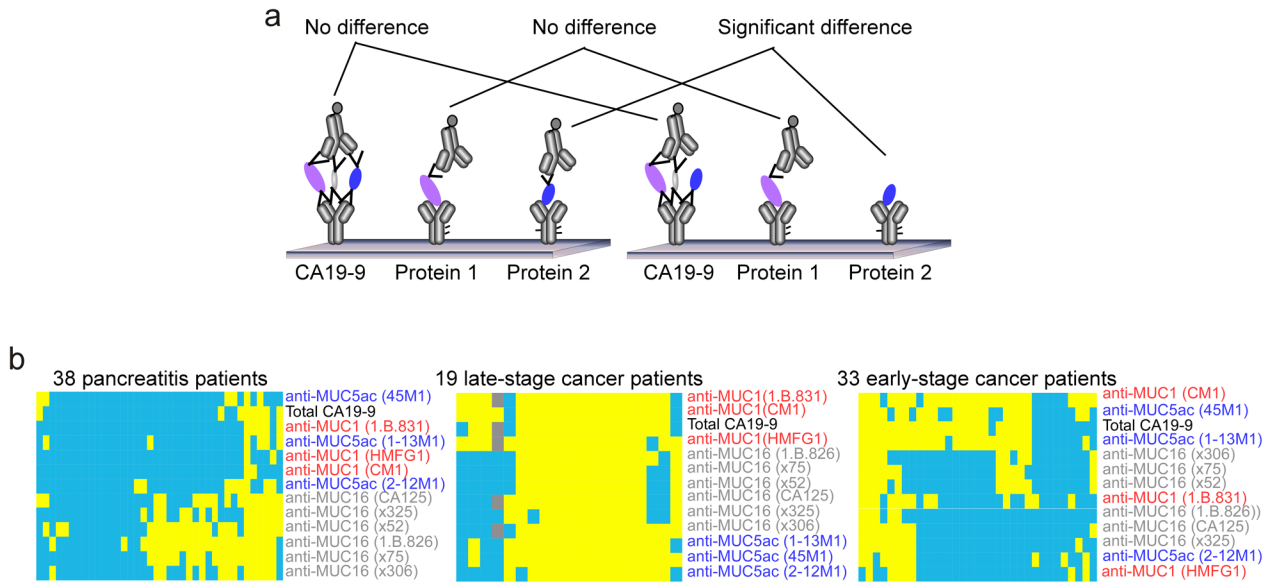 a
No difference
No difference
Significant difference
CA19-9
Protein 1
Protein 2
CA19-9
Protein 1
Protein 2
b
38 pancreatitis patients
anti-MUC5ac (45M1)
Total CA19-9
anti-MUC1 (1.B.831)
anti-MUC5ac (1-13M1)
anti-MUC1 (HMFG1)
anti-MUC1 (CM1)
anti-MUC5ac (2-12M1)
anti-MUC16 (CA125)
anti-MUC16 (x325)
anti-MUC16 (x52)
anti-MUC16 (1.B.826)
anti-MUC16 (x75)
anti-MUC16 (x306)
19 late-stage cancer patients
anti-MUC1(1.B.831)
anti-MUC1(CM1)
Total CA19-9
anti-MUC1(HMFG1)
anti-MUC16 (1.B.826)
anti-MUC16 (x75)
anti-MUC16 (x52)
anti-MUC16 (CA125)
anti-MUC16 (x325)
anti-MUC16 (x306)
anti-MUC5ac (1-13M1)
anti-MUC5ac (45M1)
anti-MUC5ac (2-12M1)
33 early-stage cancer patients
anti-MUC1 (CM1)
anti-MUC5ac (45M1)
Total CA19-9
anti-MUC5ac (1-13M1)
anti-MUC16 (x306)
anti-MUC16 (x75)
anti-MUC16 (x52)
anti-MUC1 (1.B.831)
anti-MUC16 (1.B.826))
anti-MUC16 (CA125)
anti-MUC16 (x325)
anti-MUC5ac (2-12M1)
anti-MUC1 (HMFG1)